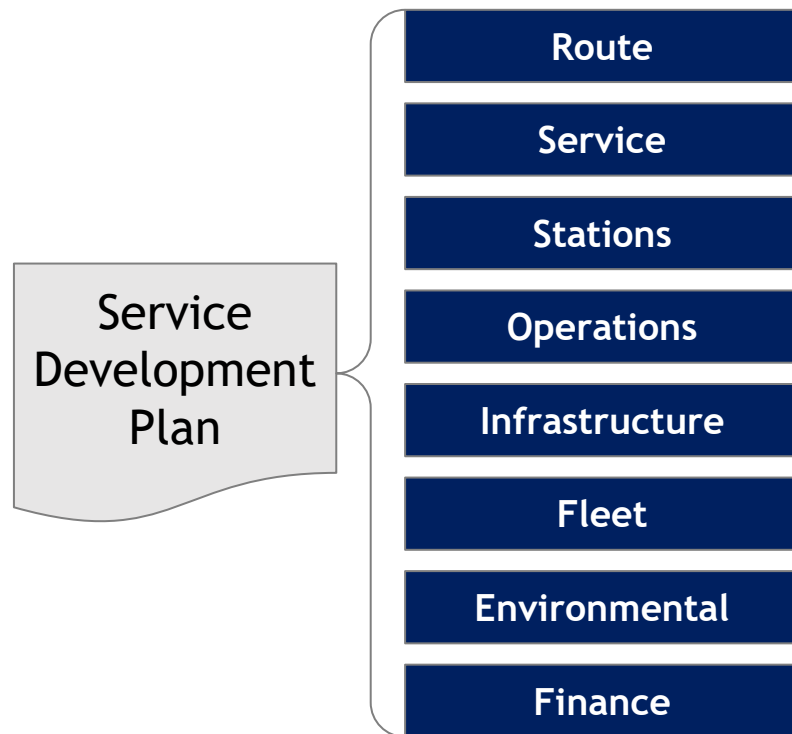 Service
Development
Plan
Route
Service
Stations
Operations
Infrastructure
Fleet
Environmental
Finance